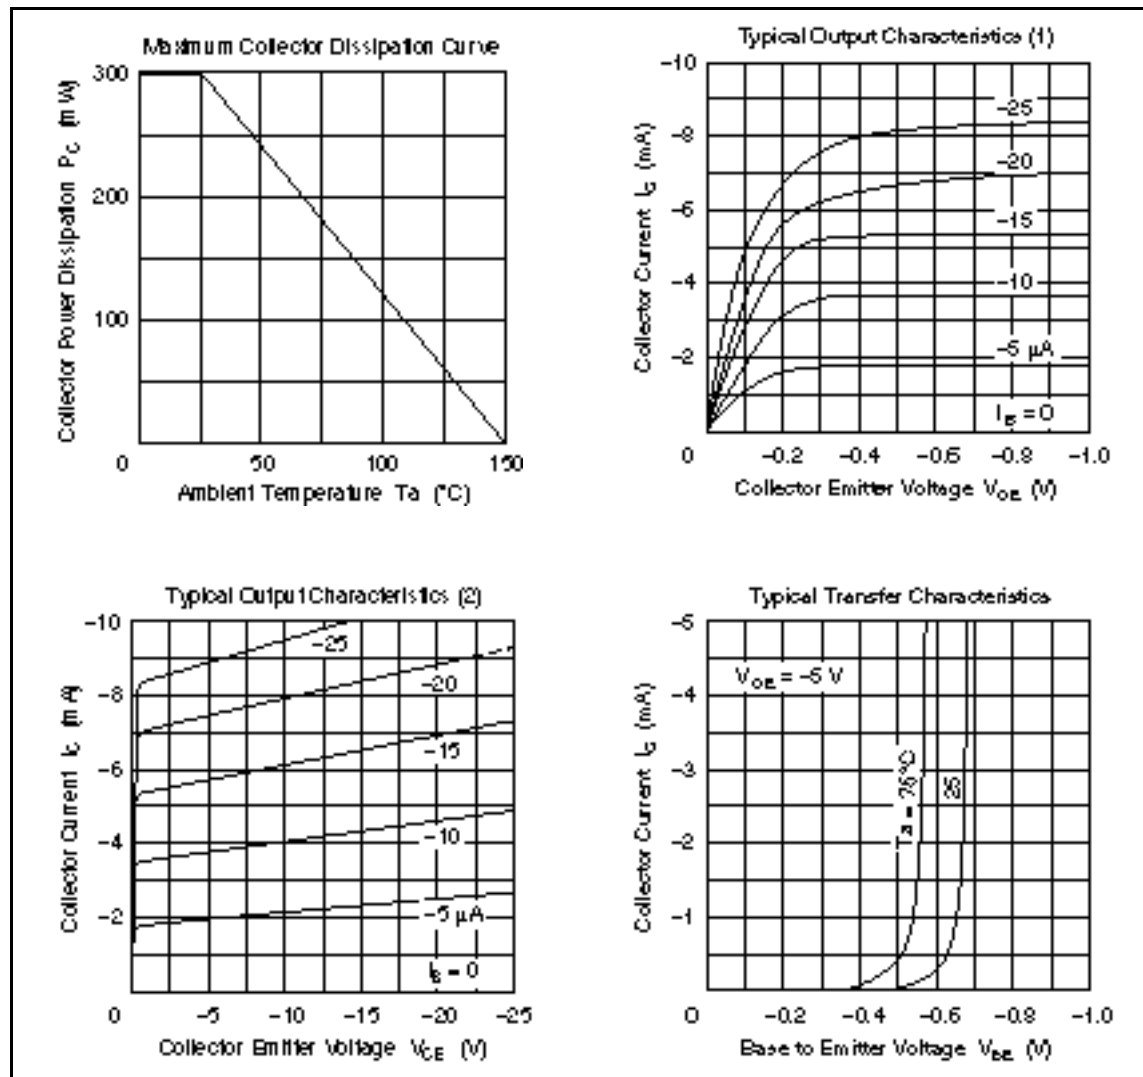 Maximum Collector Dissipation Curve
Collector Power Dissipation PC (mW)
300
200
100
0
50
100
150
Ambient Temperature Ta (°C)
Typical Output Characteristics (1)
Collector Current IC (mA)
–10
–8
–6
–4
–2
–25
–20
–15
–10
–5 µA
IB = 0
0
–0.2
–0.4
–0.6
–0.8
–1.0
Collector Emitter Voltage VCE (V)
Typical Output Characteristics (2)
Collector Current IC (mA)
–10
–8
–6
–4
–2
–25
–20
–15
–10
–5 µA
IB = 0
0
–5
–10
–15
–20
–25
Collector Emitter Voltage VCE (V)
Typical Transfer Characteristics
Collector Current IC (mA)
–5
–4
–3
–2
–1
VCE = –5 V
Ta = 75°C
25
0
–0.2
–0.4
–0.6
–0.8
–1.0
Base to Emitter Voltage VBE (V)